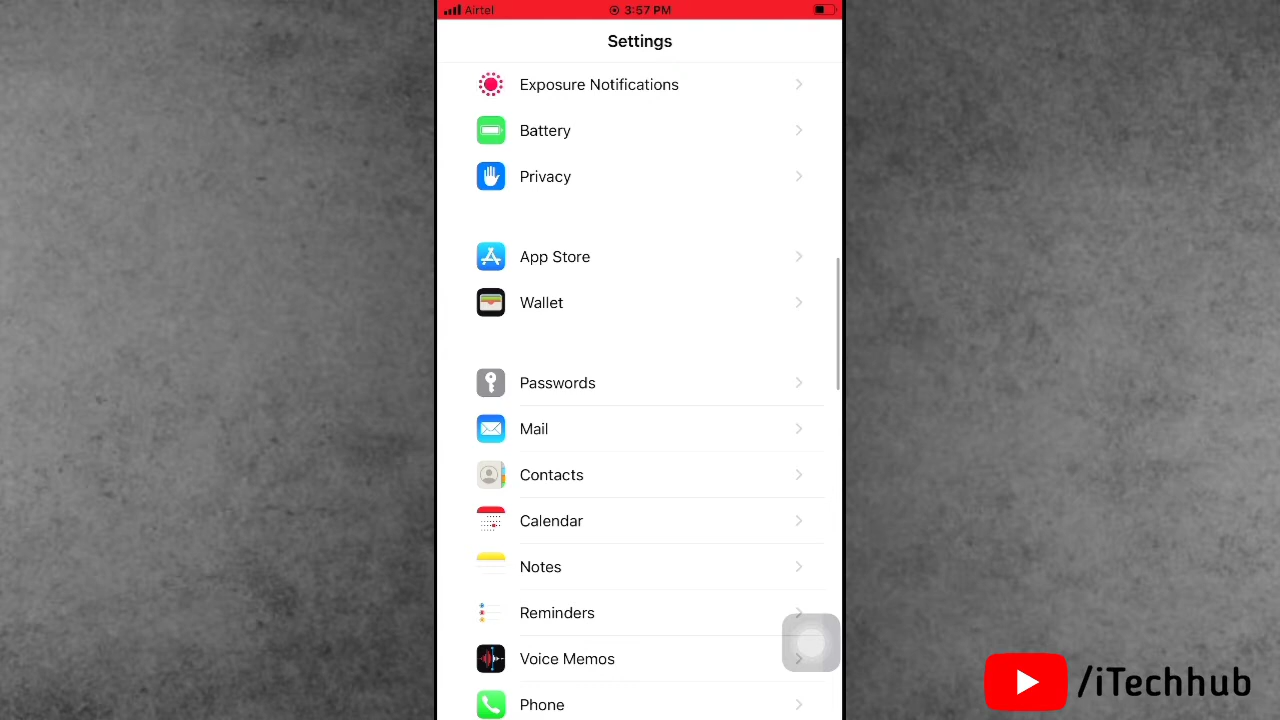 Airtel
3:57 PM
Settings
Exposure Notifications
Battery
Privacy
App Store
Wallet
Passwords
Mail
Contacts
Calendar
Notes
Reminders
Voice Memos
Phone
/iTechhub